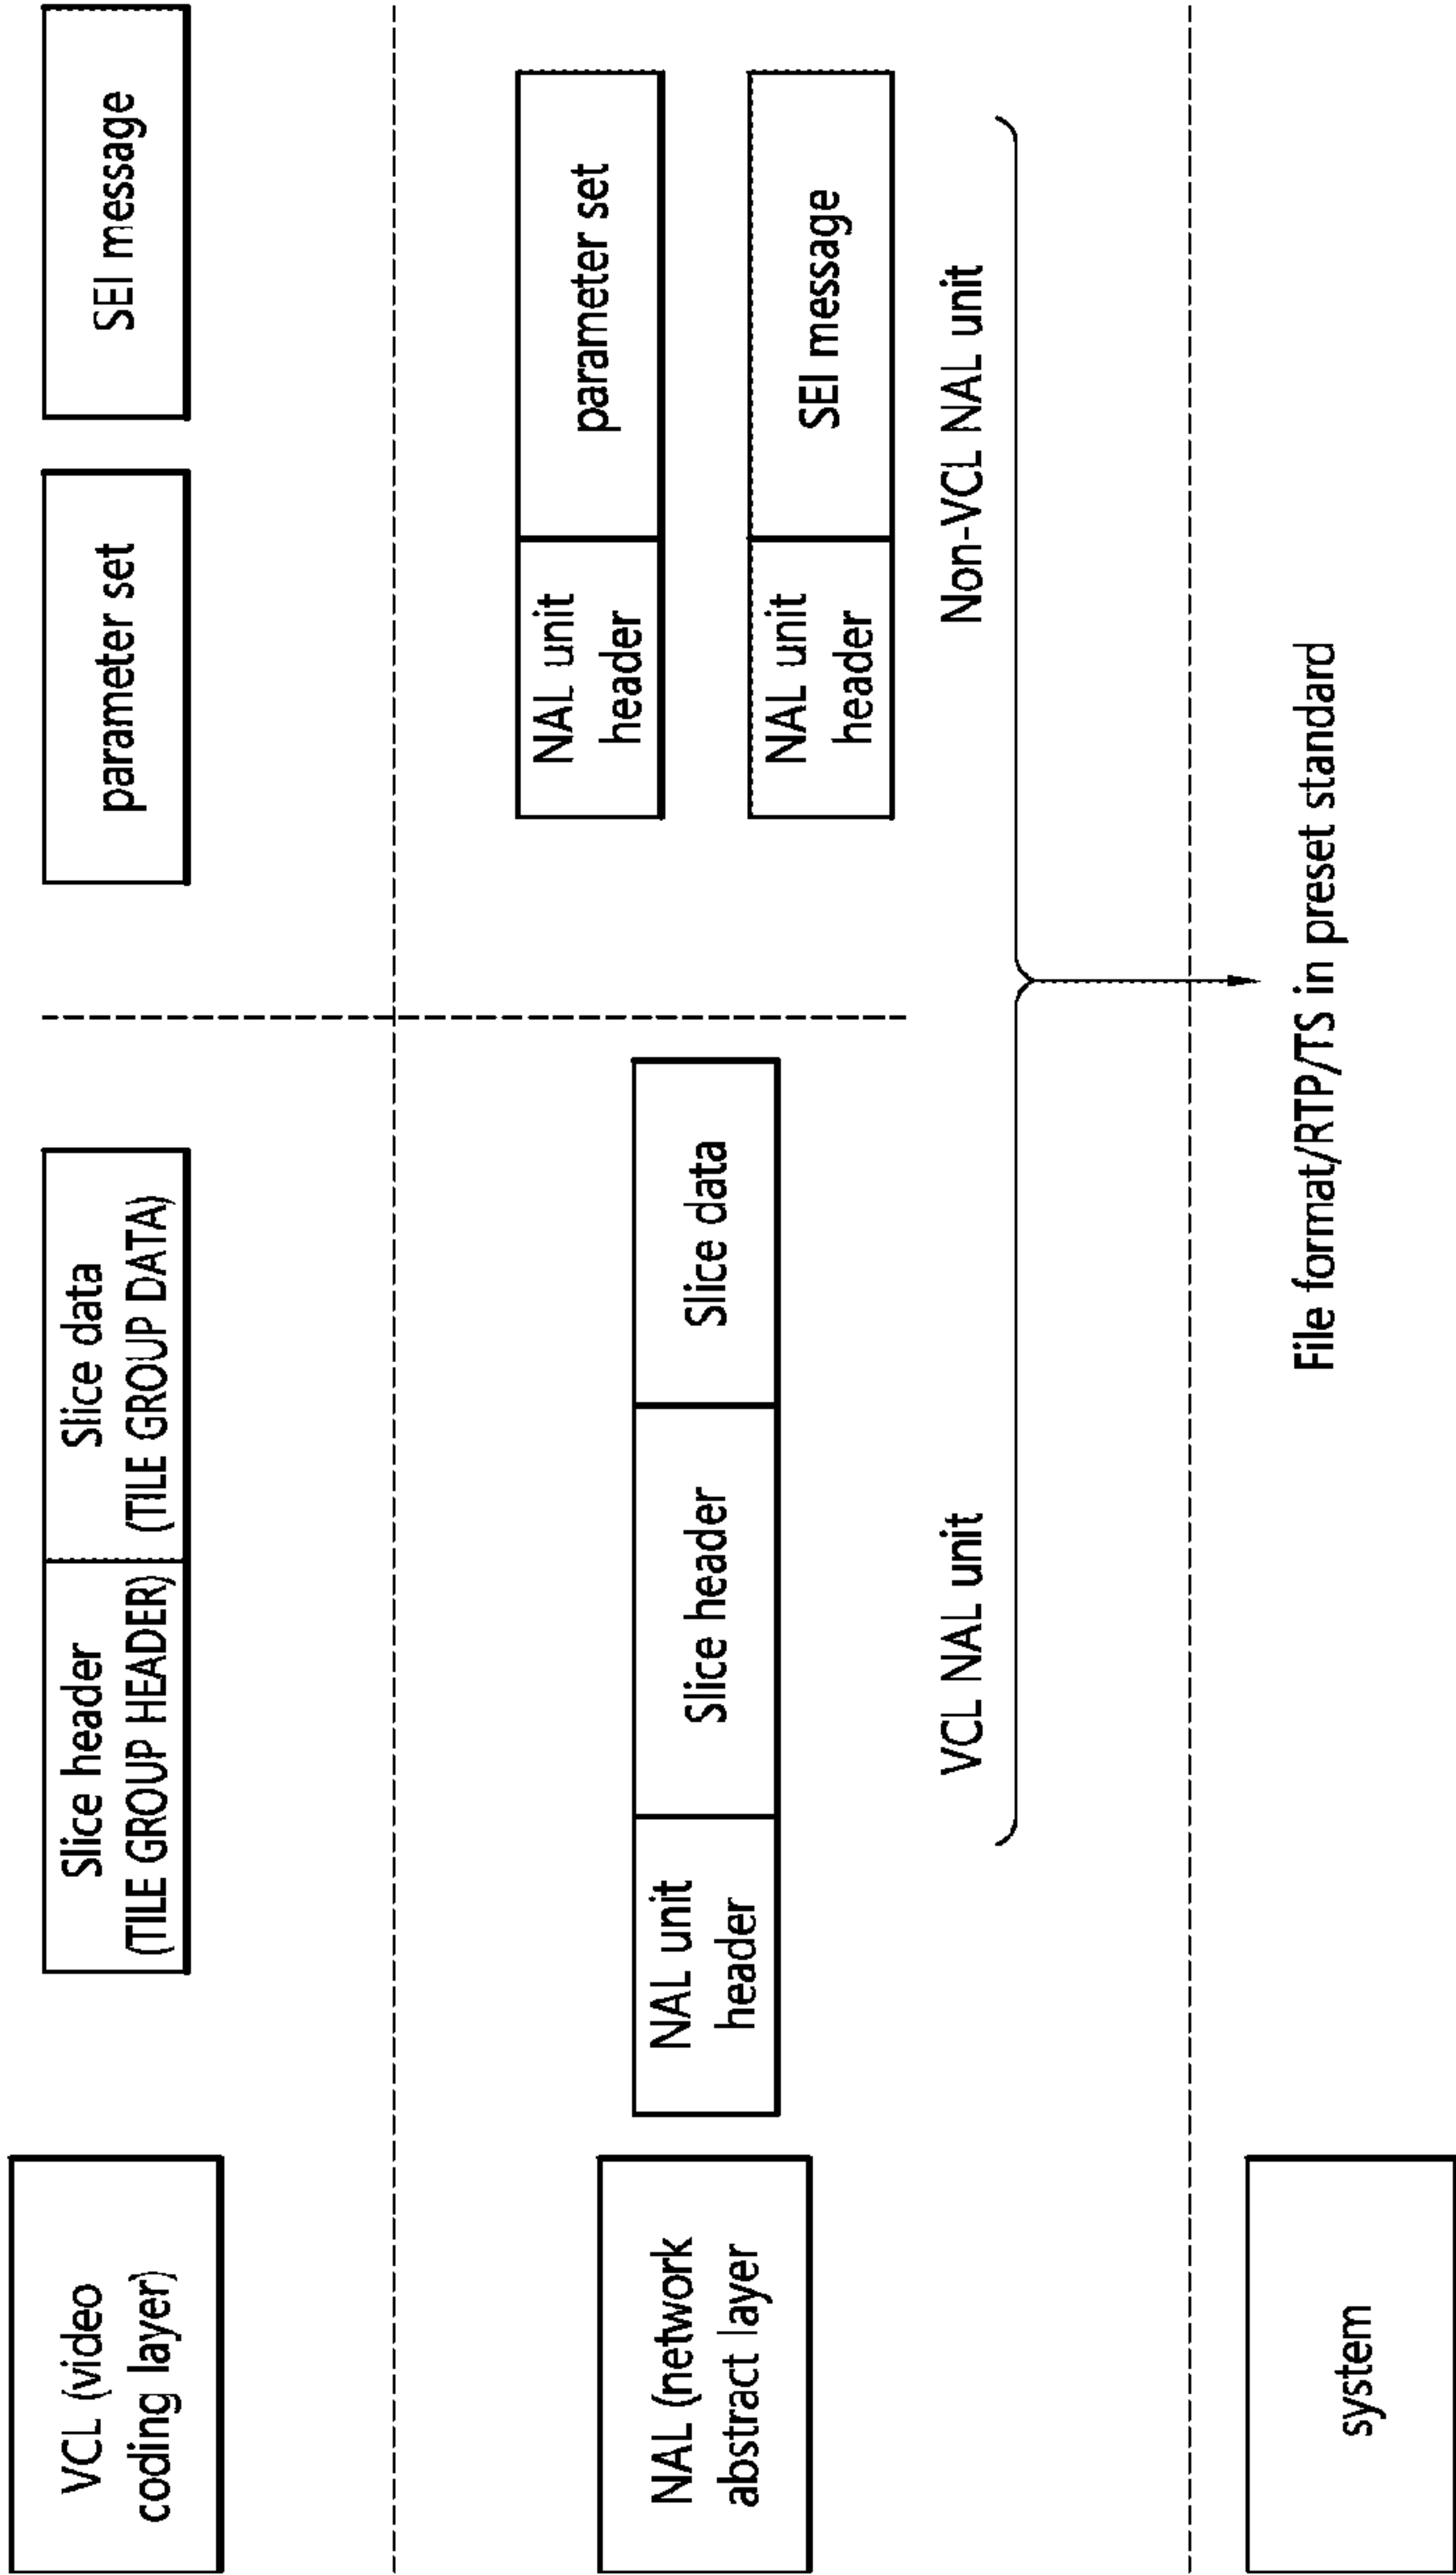 VCL (video
coding layer)
Slice header
(TILE GROUP HEADER)
Slice data
(TILE GROUP DATA)
parameter set
SEI message
NAL (network
abstract layer
NAL unit
header
Slice header
Slice data
NAL unit
header
parameter set
NAL unit
header
SEI message
VCL NAL unit
Non-VCL NAL unit
system
File format/RTP/TS in preset standard